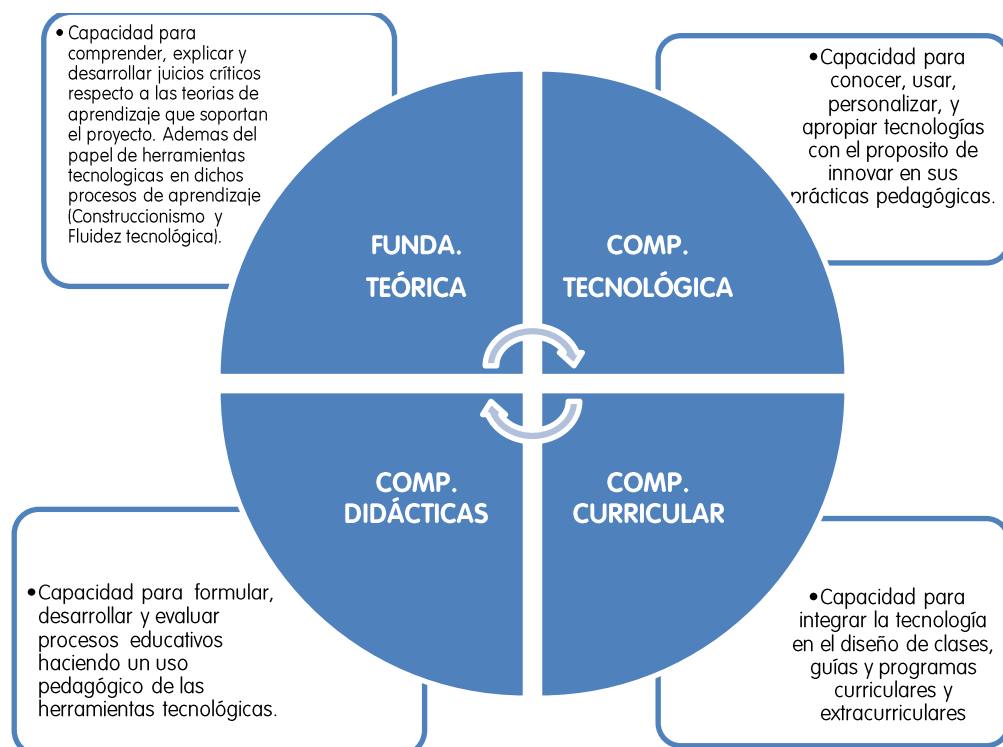 • Capacidad para
comprender, explicar y
desarrollar juicios críticos
respecto a las teorias de
aprendizaje que soportan
el proyecto. Ademas del
papel de herramientas
tecnologicas en dichos
procesos de aprendizaje
(Construccionismo y
Fluidez tecnológica).
•Capacidad para
conocer, usar,
personalizar, y
apropiar tecnologías
con el proposito de
innovar en sus
prácticas pedagógicas.
FUNDA.
TEÓRICA
COMP.
TECNOLÓGICA
COMP.
DIDÁCTICAS
COMP.
CURRICULAR
•Capacidad para formular,
desarrollar y evaluar
procesos educativos
haciendo un uso
pedagógico de las
herramientas tecnológicas.
•Capacidad para
integrar la tecnología
en el diseño de clases,
guías y programas
curriculares y
extracurriculares